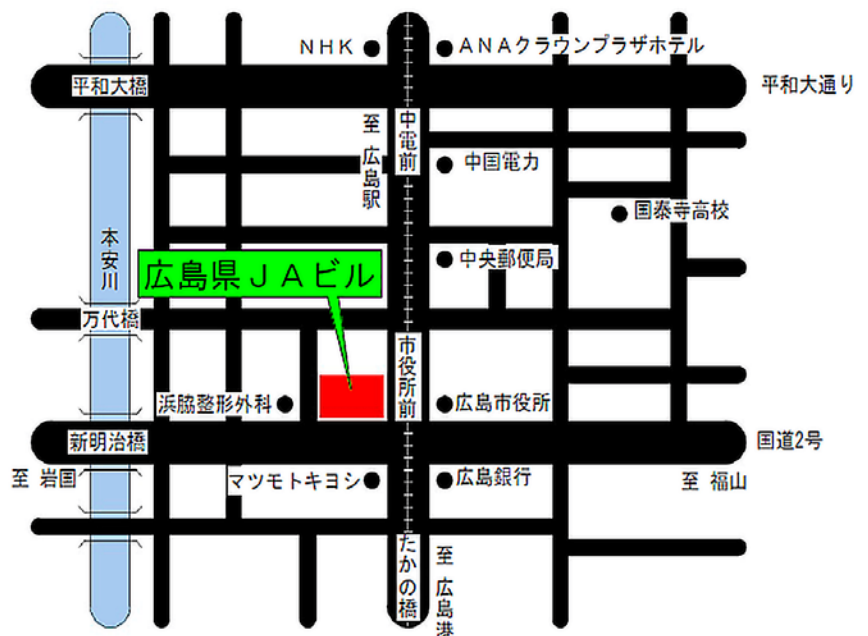 NHK
ANAクラウンプラザホテル
平和大橋
平和大通り
至 広島駅
中電前
中国電力
国泰寺高校
本安川
中央郵便局
広島県JAビル
万代橋
市役所前
浜脇整形外科
広島市役所
新明治橋
国道2号
至 岩国
マツモトキヨシ
広島銀行
至 福山
たかの橋
至 広島港